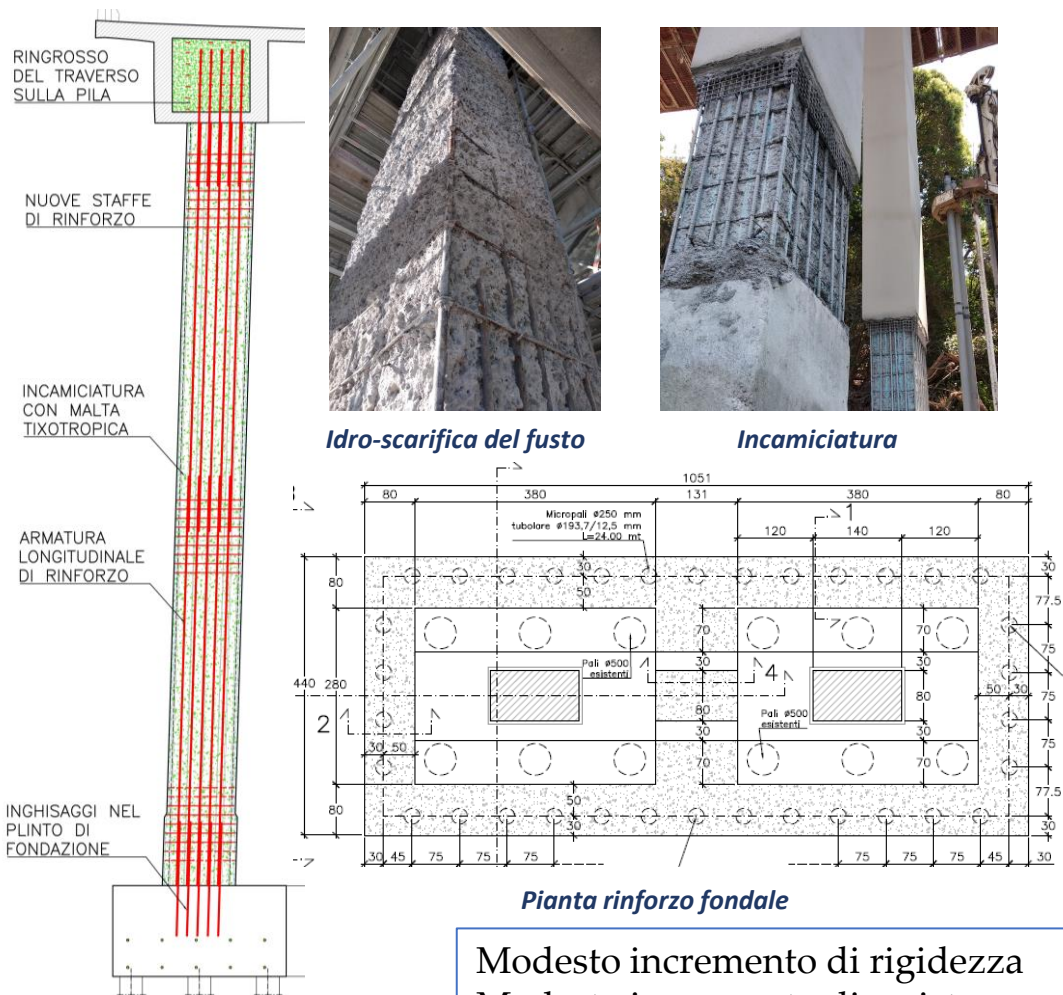 RINGROSSO
DEL TRAVERSO
SULLA PILA
NUOVE STAFFE
DI RINFORZO
INCAMICIATURA
CON MALTA
TIXOTROPICA
ARMATURA
LONGITUDINALE
DI RINFORZO
INGHISAGGI NEL
PLINTO DI
FONDAZIONE
Idro-scarifica del fusto
Incamiciatura
1051
80 380 131 380 80
Micropali ø250 mm
tubolare ø193,7/12,5 mm
L=24.00 mt
120 140 120
1
30
50
80
30
77.5
75
70
30
80
30
70
Pali ø500
esistenti
4
Pali ø500
esistenti
440
280
2
30 50
50 30
70
30
80
30
70
75
75
77.5
30
80
50
30
30 45 75 75 75
75 75 75 45 30
Pianta rinforzo fondale
Modesto incremento di rigidezza